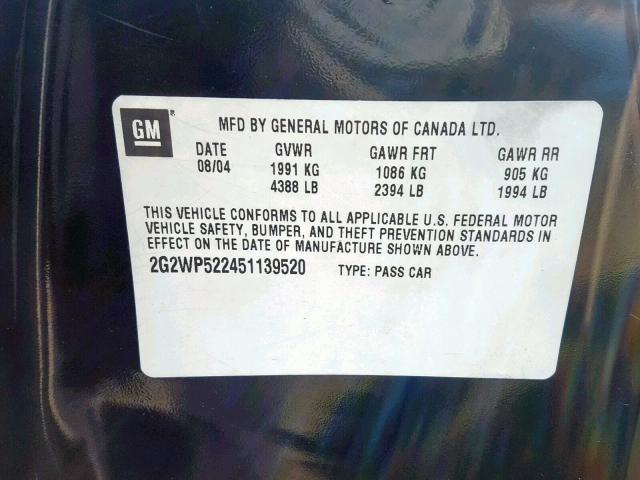 GM®
MFD BY GENERAL MOTORS OF CANADA LTD.
DATE GVWR GAWR FRT GAWR RR
08/04 1991 KG 1086 KG 905 KG
4388 LB 2394 LB 1994 LB
THIS VEHICLE CONFORMS TO ALL APPLICABLE U.S. FEDERAL MOTOR
VEHICLE SAFETY, BUMPER, AND THEFT PREVENTION STANDARDS IN
EFFECT ON THE DATE OF MANUFACTURE SHOWN ABOVE.
2G2WP522451139520 TYPE: PASS CAR